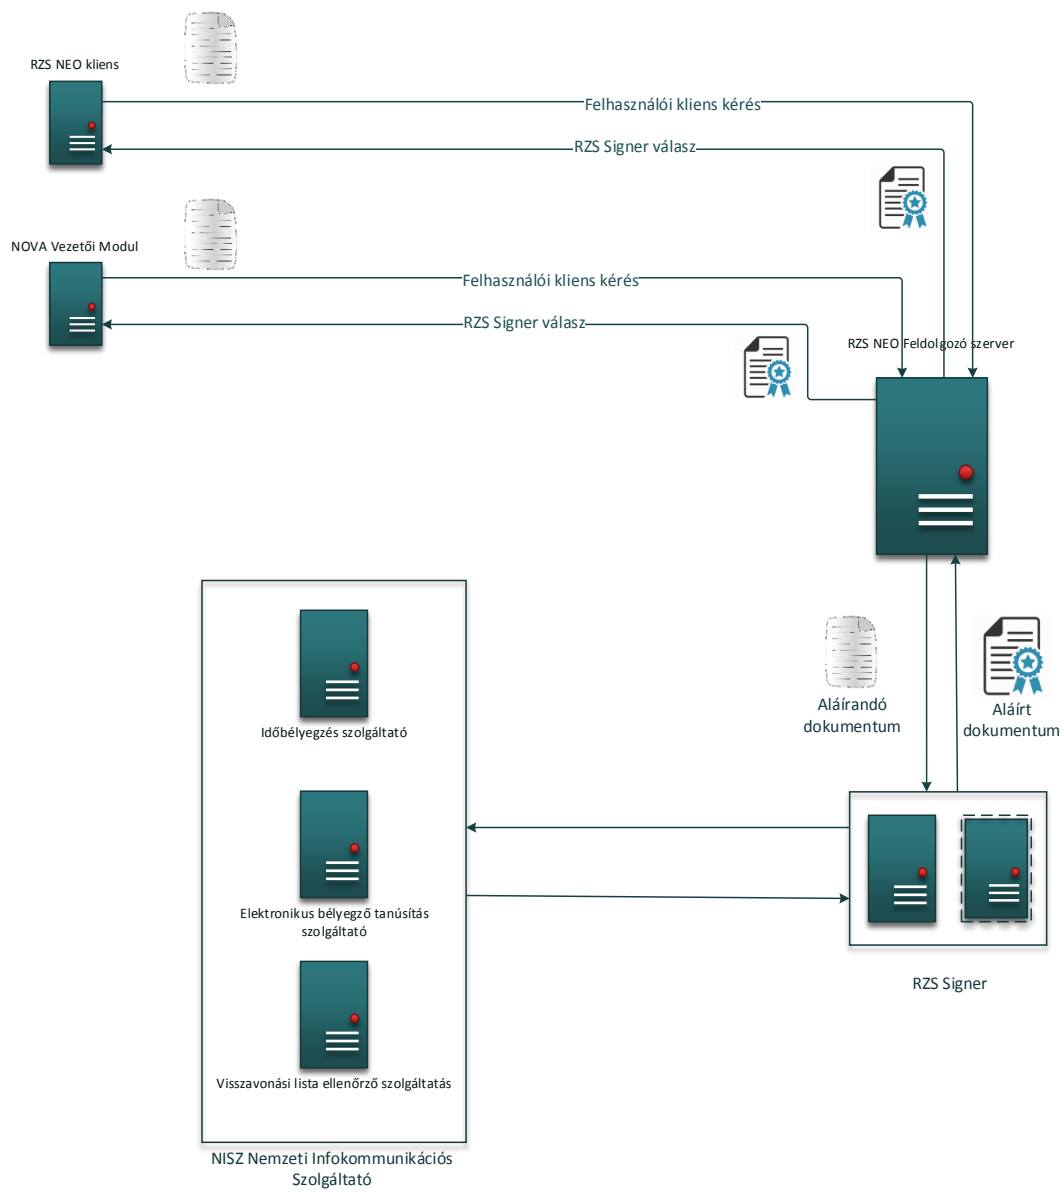 RZS NEO kliens
Felhasználói kliens kérés
RZS Signer válasz
NOVA Vezetői Modul
Felhasználói kliens kérés
RZS Signer válasz
RZS NEO Feldolgozó szerver
Aláírandó
dokumentum
Aláírt
dokumentum
Időbélyegzés szolgáltató
Elektronikus bélyegző tanúsítás
szolgáltató
RZS Signer
Visszavonási lista ellenőrző szolgáltatás
NISZ Nemzeti Infokommunikációs
Szolgáltató